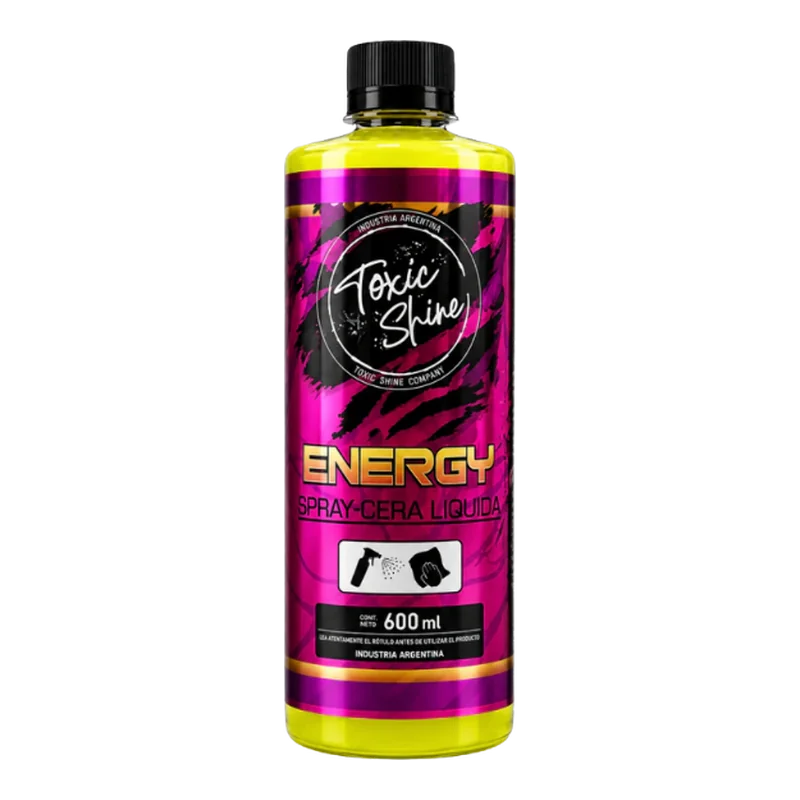 INDUSTRIA ARGENTINA
Toxic
Shine
TOXIC SHINE COMPANY
ENERGY
SPRAY-CERA LIQUIDA
CONT.
NETO 600 ml
LEA ATENTAMENTE EL RÓTULO ANTES DE UTILIZAR EL PRODUCTO
INDUSTRIA ARGENTINA